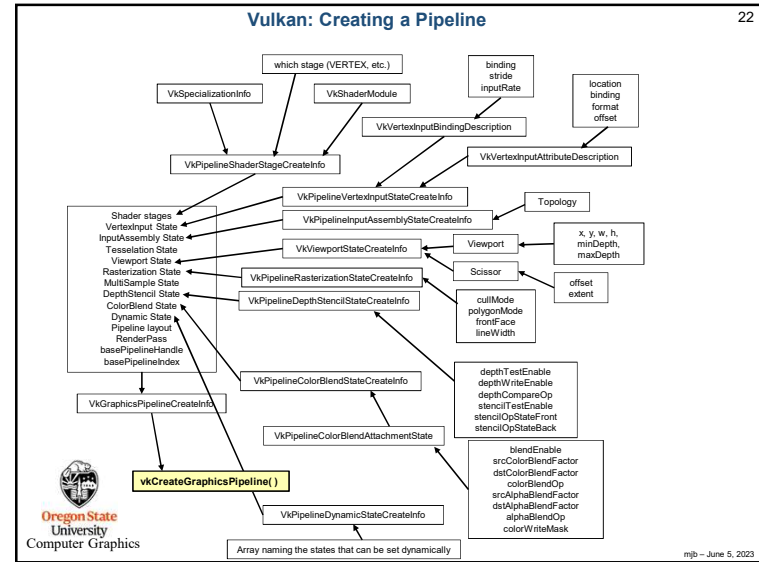 Vulkan: Creating a Pipeline
22
which stage (VERTEX, etc.)
VkSpecializationInfo
VkShaderModule
binding
stride
inputRate
location
binding
format
offset
VkVertexInputBindingDescription
VkPipelineShaderStageCreateInfo
VkVertexInputAttributeDescription
VkPipelineVertexInputStateCreateInfo
Topology
VkPipelineInputAssemblyStateCreateInfo
Shader stages
VertexInput State
InputAssembly State
Tesselation State
Viewport State
Rasterization State
MultiSample State
DepthStencil State
ColorBlend State
Dynamic State
Pipeline layout
RenderPass
basePipelineHandle
basePipelineIndex
VkViewportStateCreateInfo
Viewport
x, y, w, h,
minDepth,
maxDepth
Scissor
offset
extent
VkPipelineRasterizationStateCreateInfo
cullMode
polygonMode
frontFace
lineWidth
VkPipelineDepthStencilStateCreateInfo
depthTestEnable
depthWriteEnable
depthCompareOp
stencilTestEnable
stencilOpStateFront
stencilOpStateBack
VkPipelineColorBlendStateCreateInfo
VkGraphicsPipelineCreateInfo
VkPipelineColorBlendAttachmentState
blendEnable
srcColorBlendFactor
dstColorBlendFactor
colorBlendOp
srcAlphaBlendFactor
dstAlphaBlendFactor
alphaBlendOp
colorWriteMask
vkCreateGraphicsPipeline( )
VkPipelineDynamicStateCreateInfo
Array naming the states that can be set dynamically
Oregon State
University
Computer Graphics
mjb – June 5, 2023